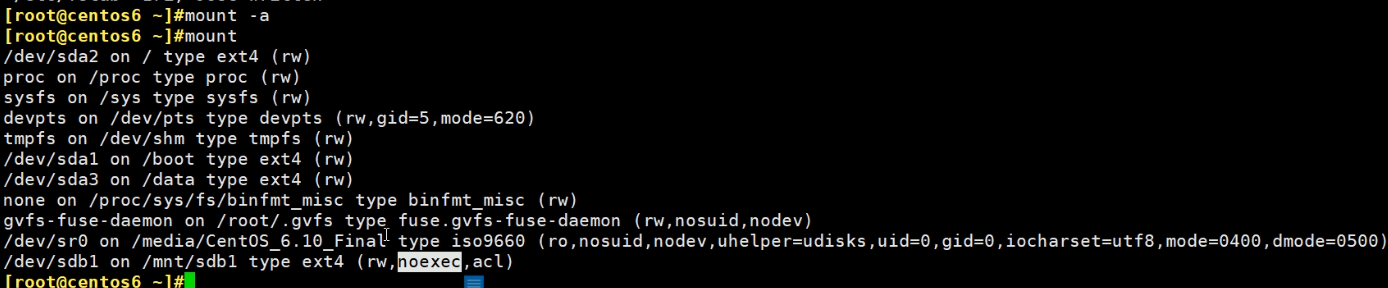 [root@centos6 ~]#mount -a
[root@centos6 ~]#mount
/dev/sda2 on / type ext4 (rw)
proc on /proc type proc (rw)
sysfs on /sys type sysfs (rw)
devpts on /dev/pts type devpts (rw,gid=5,mode=620)
tmpfs on /dev/shm type tmpfs (rw)
/dev/sda1 on /boot type ext4 (rw)
/dev/sda3 on /data type ext4 (rw)
none on /proc/sys/fs/binfmt_misc type binfmt_misc (rw)
gvfs-fuse-daemon on /root/.gvfs type fuse.gvfs-fuse-daemon (rw,nosuid,nodev)
/dev/sr0 on /media/CentOS_6.10_Final type iso9660 (ro,nosuid,nodev,uhelper=udisks,uid=0,gid=0,iocharset=utf8,mode=0400,dmode=0500)
/dev/sdb1 on /mnt/sdb1 type ext4 (rw,noexec,acl)
[root@centos6 ~]#